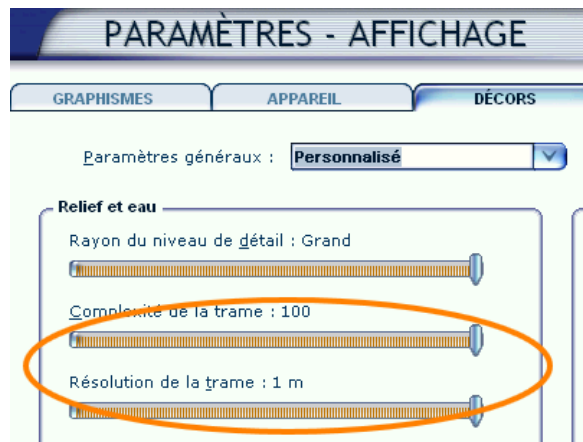 PARAMÈTRES - AFFICHAGE
GRAPHISMES APPAREIL DÉCORS
Paramètres généraux : Personnalisé
Relief et eau
Rayon du niveau de détail : Grand
Complexité de la trame : 100
Résolution de la trame : 1 m